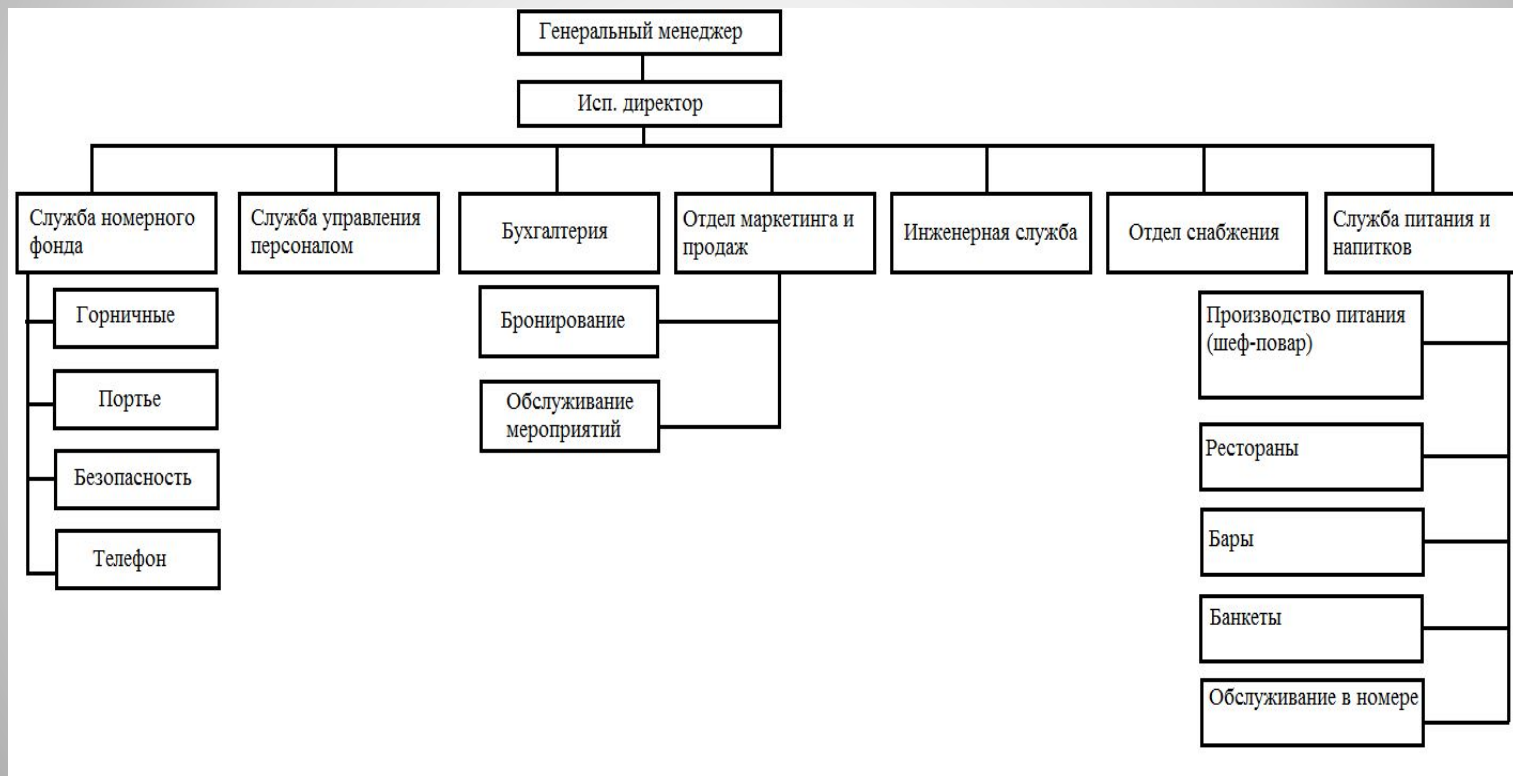 Генеральный менеджер
Исп. директор
Служба номерного
фонда
Служба управления
персоналом
Бухгалтерия
Отдел маркетинга и
продаж
Инженерная служба
Отдел снабжения
Служба питания и
напитков
Горничные
Портье
Безопасность
Телефон
Бронирование
Обслуживание
мероприятий
Производство питания
(шеф-повар)
Рестораны
Бары
Банкеты
Обслуживание в номере